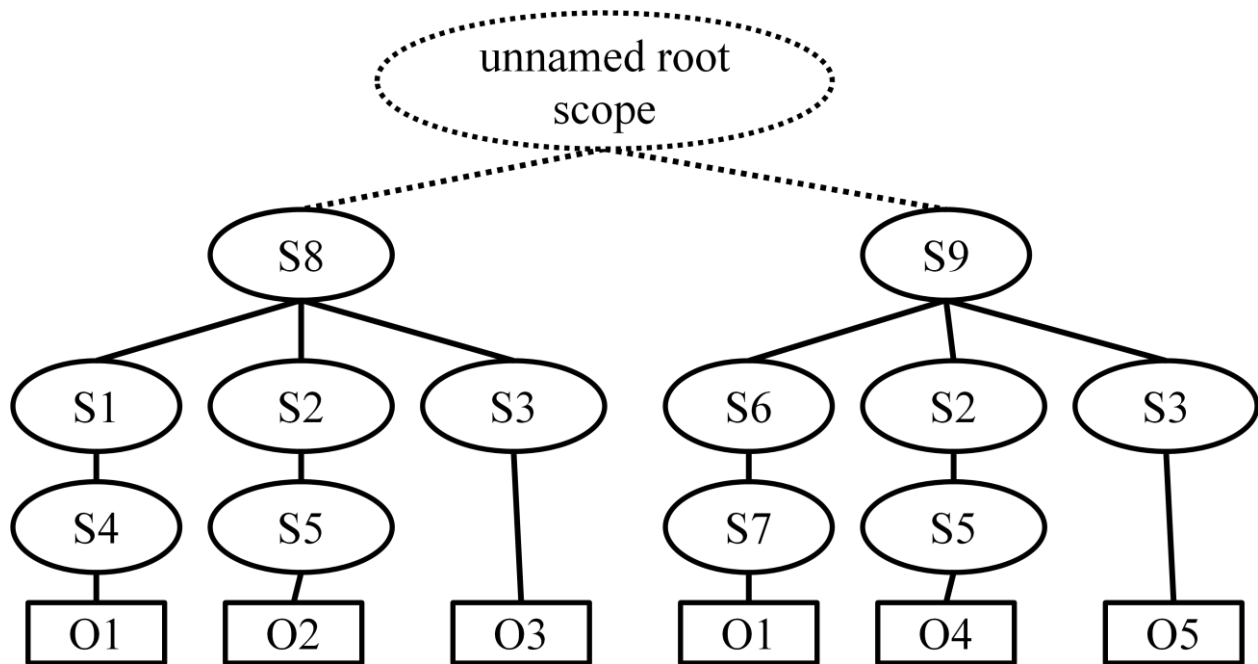 unnamed root
scope
S8
S9
S1
S2
S3
S6
S2
S3
S4
S5
S7
S5
O1
O2
O3
O1
O4
O5